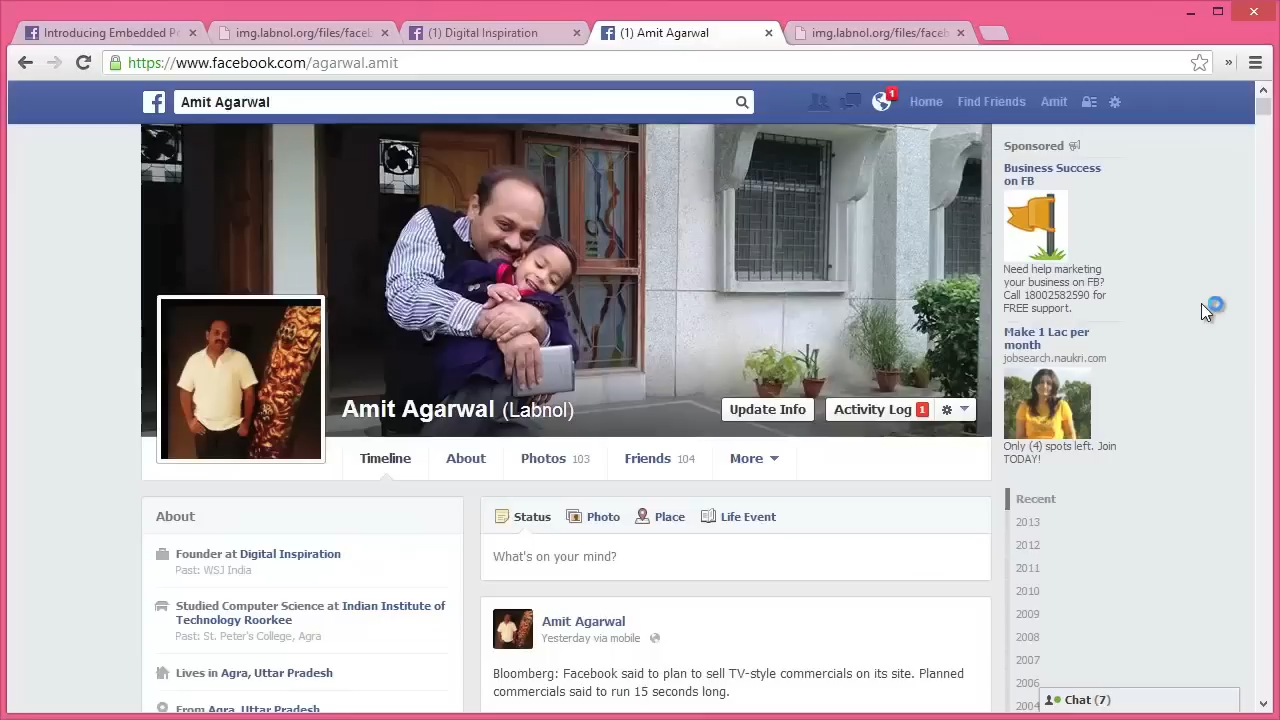 Introducing Embedded P
img.labnol.org/files/faceb
(1) Digital Inspiration
(1) Amit Agarwal
img.labnol.org/files/faceb
https://www.facebook.com/agarwal.amit
Amit Agarwal
1
Home
Find Friends
Amit
Sponsored
Business Success
on FB
Need help marketing
your business on FB?
Call 18002582590 for
FREE support.
Make 1 Lac per
month
jobsearch.naukri.com
Only (4) spots left. Join
TODAY!
Amit Agarwal (Labnol)
Update Info
Activity Log 1
Timeline
About
Photos 103
Friends 104
More
About
Founder at Digital Inspiration
Past: WSJ India
Studied Computer Science at Indian Institute of
Technology Roorkee
Past: St. Peter's College, Agra
Lives in Agra, Uttar Pradesh
From Agra, Uttar Pradesh
Status
Photo
Place
Life Event
What's on your mind?
Amit Agarwal
Yesterday via mobile
Bloomberg: Facebook said to plan to sell TV-style commercials on its site. Planned
commercials said to run 15 seconds long.
Recent
2013
2012
2011
2010
2009
2008
2007
2006
2004
Chat (7)